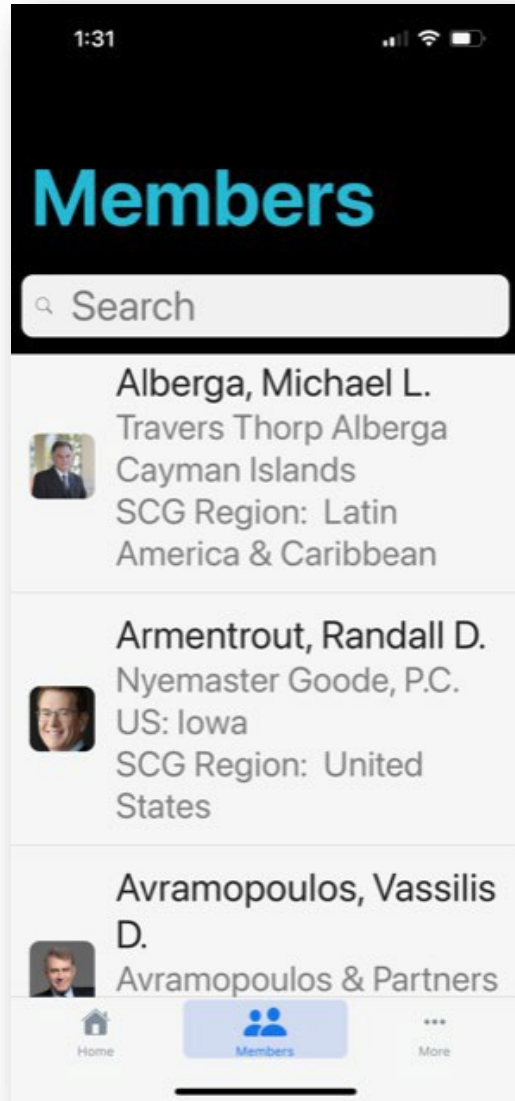 1:31
Members
Search
Alberga, Michael L.
Travers Thorp Alberga
Cayman Islands
SCG Region: Latin
America & Caribbean
Armentrout, Randall D.
Nyemaster Goode, P.C.
US: Iowa
SCG Region: United
States
Avramopoulos, Vassilis
D.
Avramopoulos & Partners
Home
Members
More